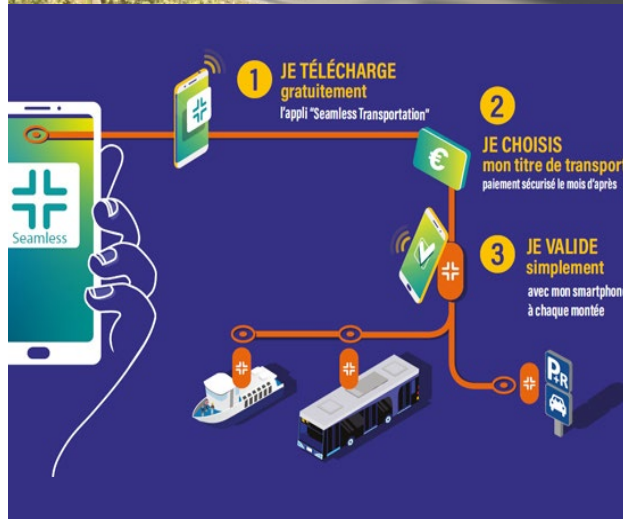 Seamless
1
JE TÉLÉCHARGE
gratuitement
l'appli "Seamless Transportation"
€
2
JE CHOISIS
mon titre de transport
paiement sécurisé le mois d'après
3
JE VALIDE
simplement
avec mon smartphone
à chaque montée
P+R